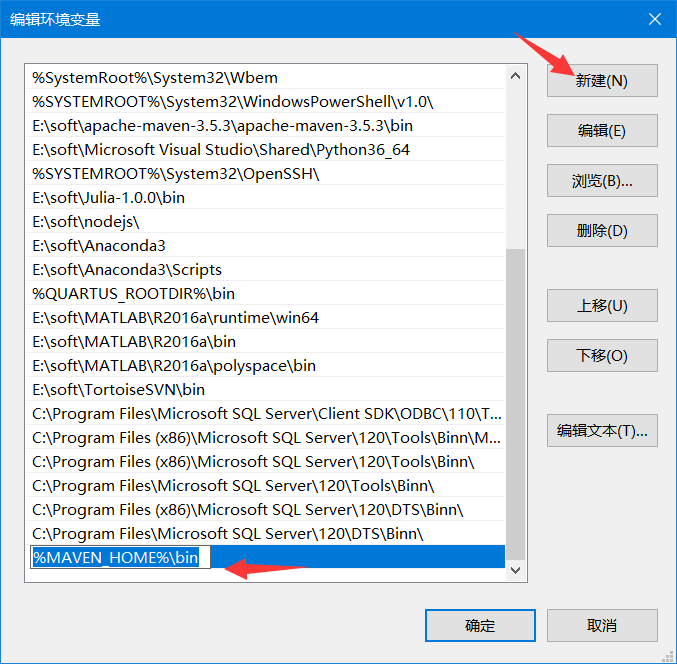 编辑环境变量
%SystemRoot%\System32\Wbem
%SYSTEMROOT%\System32\WindowsPowerShell\v1.0\
E:\soft\apache-maven-3.5.3\apache-maven-3.5.3\bin
E:\soft\Microsoft Visual Studio\Shared\Python36_64
%SYSTEMROOT%\System32\OpenSSH\
E:\soft\Julia-1.0.0\bin
E:\soft\nodejs\
E:\soft\Anaconda3
E:\soft\Anaconda3\Scripts
%QUARTUS_ROOTDIR%\bin
E:\soft\MATLAB\R2016a\runtime\win64
E:\soft\MATLAB\R2016a\bin
E:\soft\MATLAB\R2016a\polyspace\bin
E:\soft\TortoiseSVN\bin
C:\Program Files\Microsoft SQL Server\Client SDK\ODBC\110\T...
C:\Program Files (x86)\Microsoft SQL Server\120\Tools\Binn\M...
C:\Program Files (x86)\Microsoft SQL Server\120\Tools\Binn\
C:\Program Files\Microsoft SQL Server\120\Tools\Binn\
C:\Program Files (x86)\Microsoft SQL Server\120\DTS\Binn\
C:\Program Files\Microsoft SQL Server\120\DTS\Binn\
%MAVEN_HOME%\bin
新建(N)
编辑(E)
浏览(B)...
删除(D)
上移(U)
下移(O)
编辑文本(T)...
确定
取消